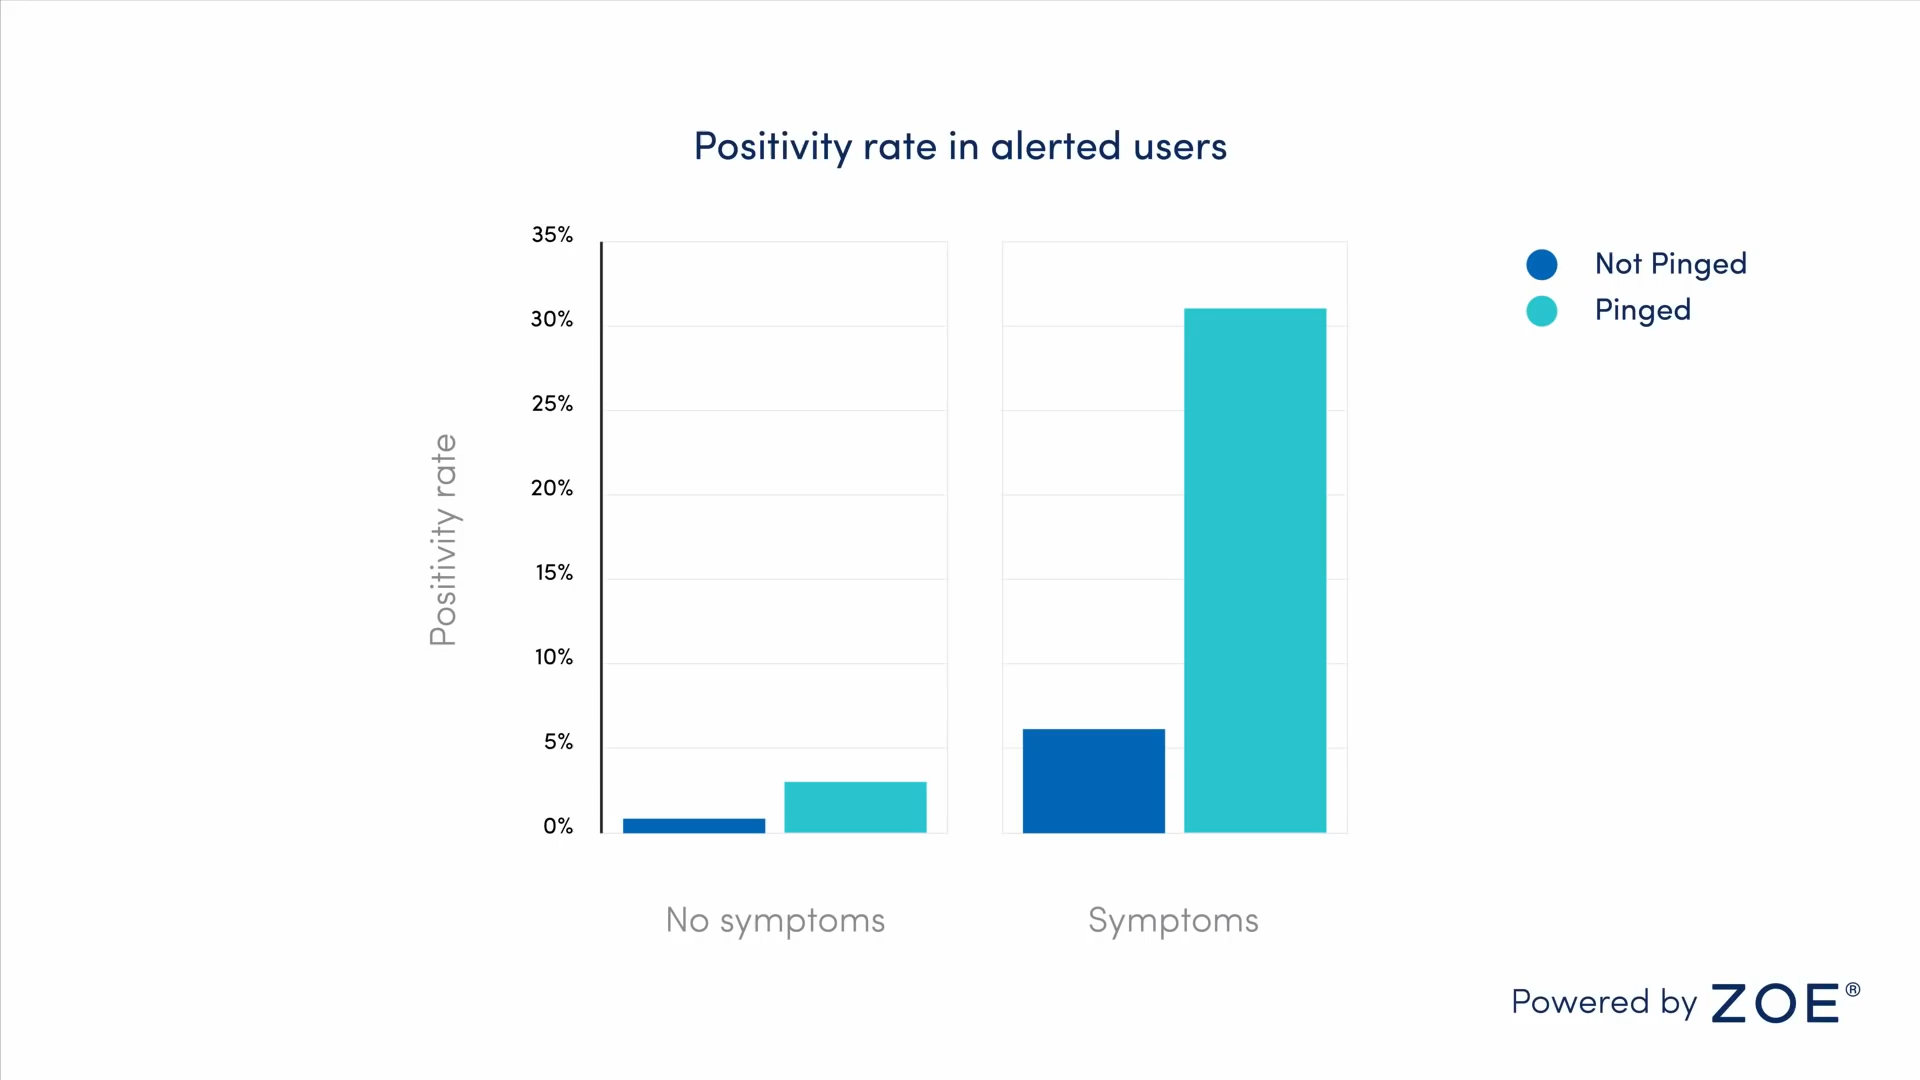 Positivity rate in alerted users
Positivity rate
35%
30%
25%
20%
15%
10%
5%
0%
No symptoms
Symptoms
Not Pinged
Pinged
Powered by ZOE®